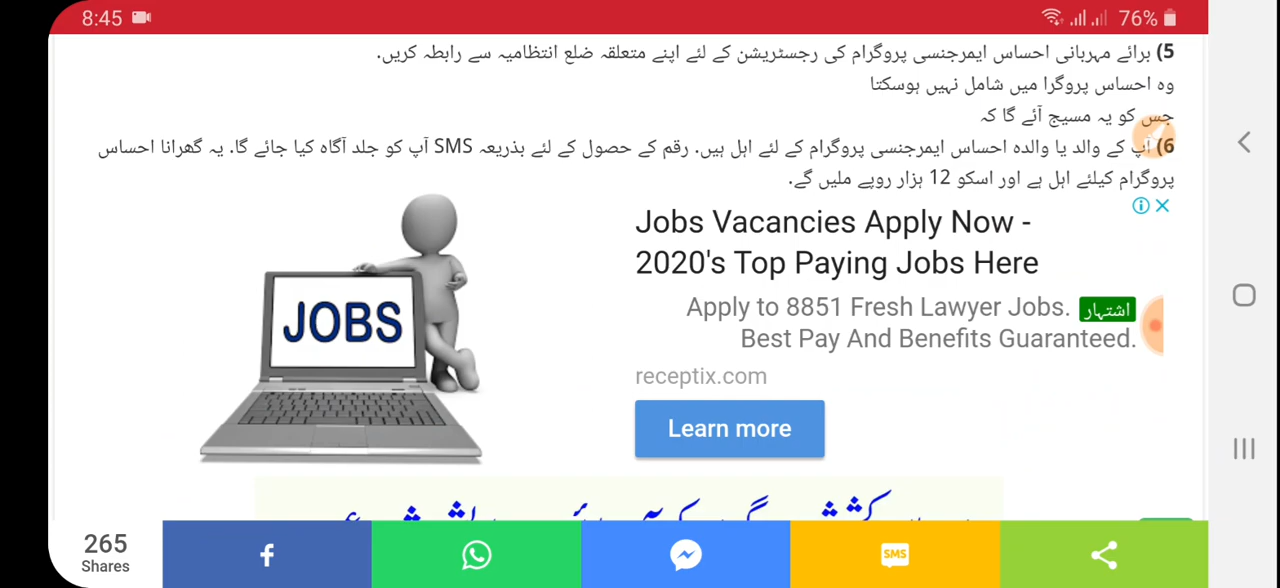 8:45
76%
5) برائے مہربانی احساس ایمرجنسی پروگرام کی رجسٹریشن کے لئے اپنے متعلقہ ضلع انتظامیہ سے رابطہ کریں.
وہ احساس پروگرا میں شامل نہیں ہوسکتا
جس کو یہ مسیج آئے گا کہ
6) آپ کے والد یا والدہ احساس ایمرجنسی پروگرام کے لئے اہل ہیں. رقم کے حصول کے لئے بذریعہ SMS آپ کو جلد آگاہ کیا جائے گا. یہ گھرانا احساس
پروگرام کیلئے اہل ہے اور اسکو 12 ہزار روپے ملیں گے.
JOBS
Jobs Vacancies Apply Now -
2020's Top Paying Jobs Here
Apply to 8851 Fresh Lawyer Jobs. اشتہار
Best Pay And Benefits Guaranteed.
receptix.com
Learn more
265
Shares
SMS